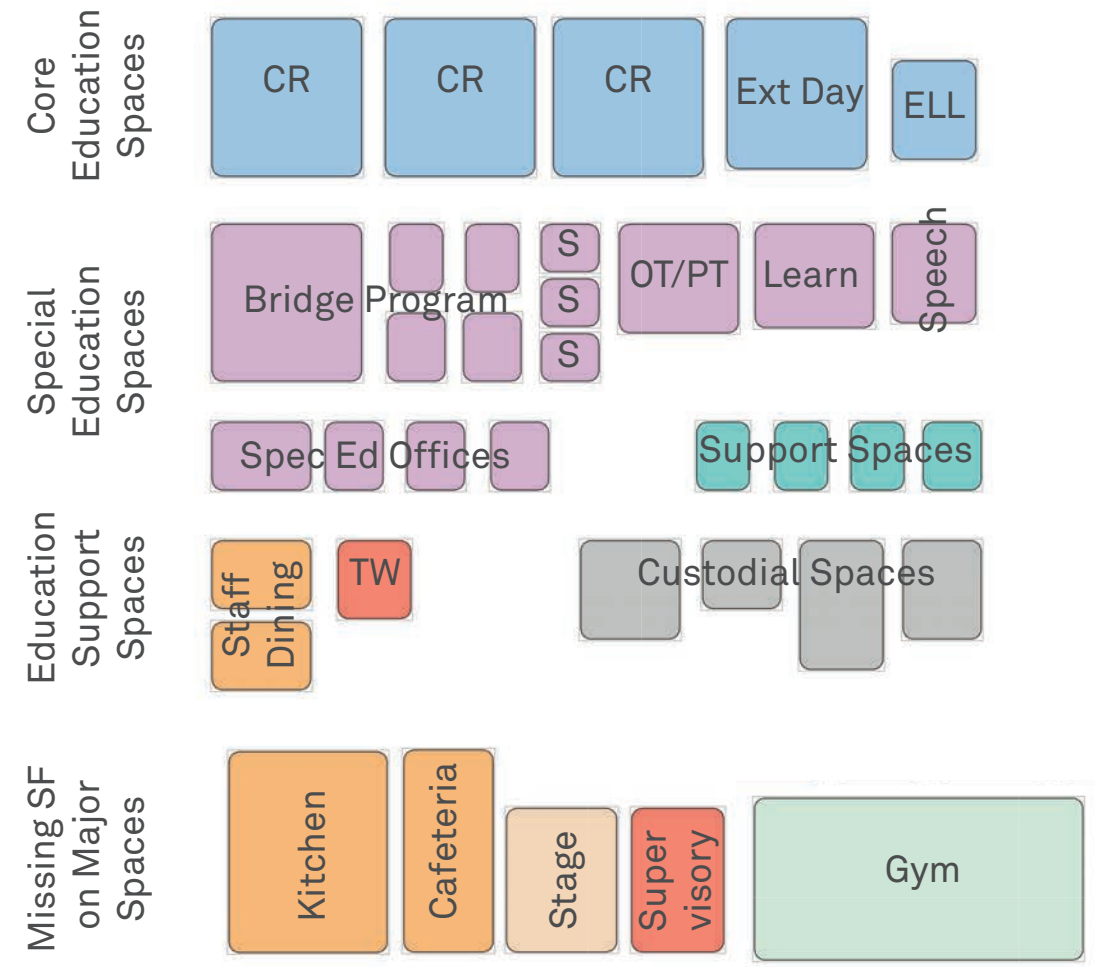 Core
Education
Spaces
CR
CR
CR
Ext Day
ELL
Special
Education
Spaces
Bridge Program
S
S
S
OT/PT
Learn
Speech
Spec Ed Offices
Support Spaces
Education
Support
Spaces
Staff
Dining
TW
Custodial Spaces
Missing SF
on Major
Spaces
Kitchen
Cafeteria
Stage
Super
visory
Gym